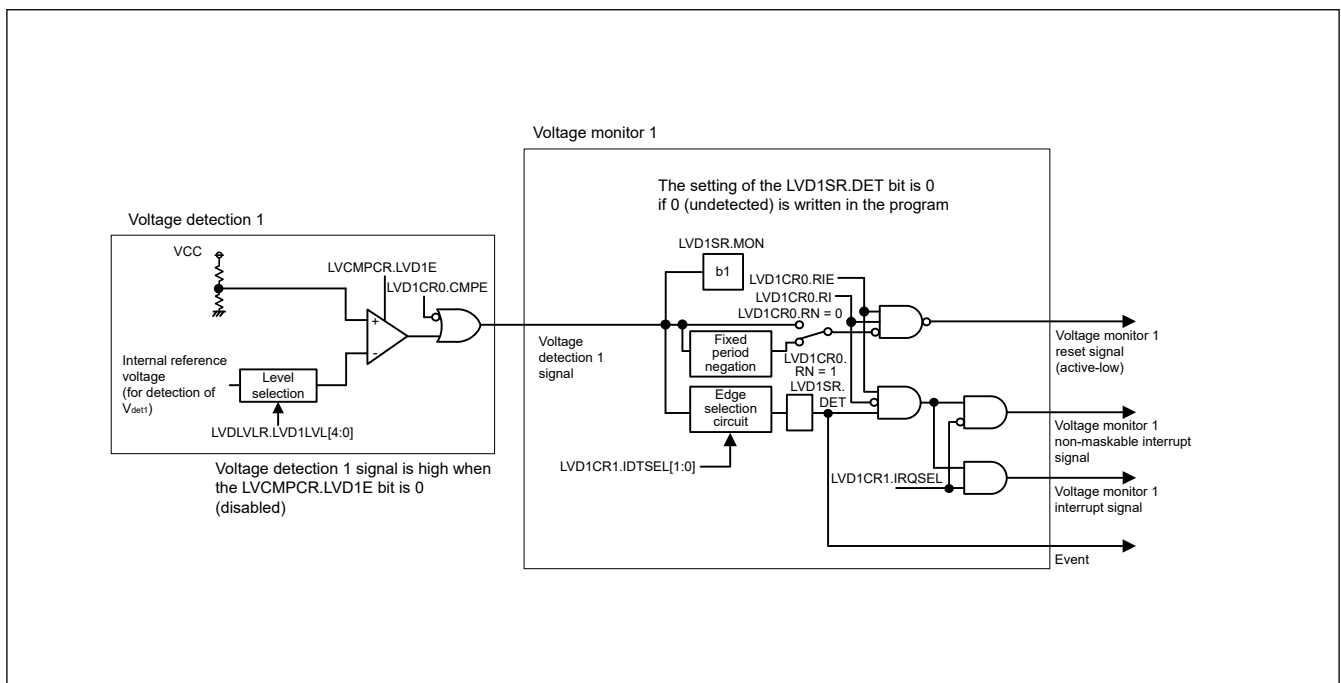 Voltage monitor 1
The setting of the LVD1SR.DET bit is 0
if 0 (undetected) is written in the program
Voltage detection 1
VCC
LVCMPCR.LVD1E
LVD1CR0.CMPE
+
-
Internal reference
voltage
(for detection of
Vdet1)
Level
selection
LVDLVLR.LVD1LVL[4:0]
Voltage detection 1 signal is high when
the LVCMPCR.LVD1E bit is 0
(disabled)
LVD1SR.MON
b1
LVD1CR0.RIE
LVD1CR0.RI
LVD1CR0.RN = 0
Voltage
detection 1
signal
Fixed
period
negation
LVD1CR0.
RN = 1
LVD1SR.
DET
Edge
selection
circuit
LVD1CR1.IDTSEL[1:0]
LVD1CR1.IRQSEL
Voltage monitor 1
reset signal
(active-low)
Voltage monitor 1
non-maskable interrupt
signal
Voltage monitor 1
interrupt signal
Event